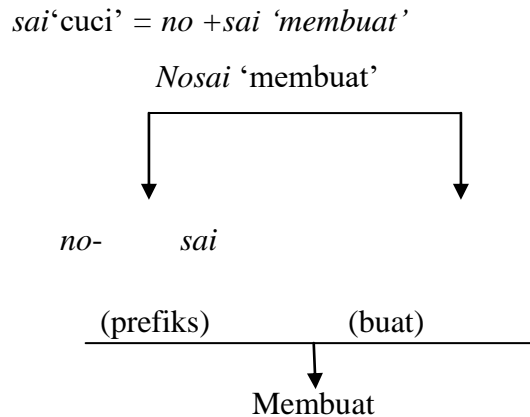 sai‘cuci’ = no +sai ‘membuat’
Nosai ‘membuat’
no- sai
(prefiks) (buat)
Membuat